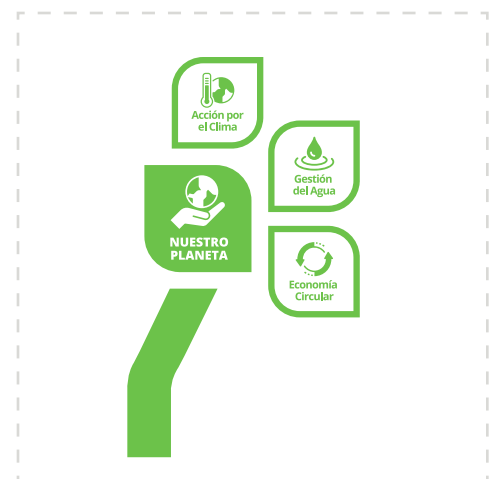 Acción por
el Clima
Gestión
del Agua
NUESTRO
PLANETA
Economía
Circular